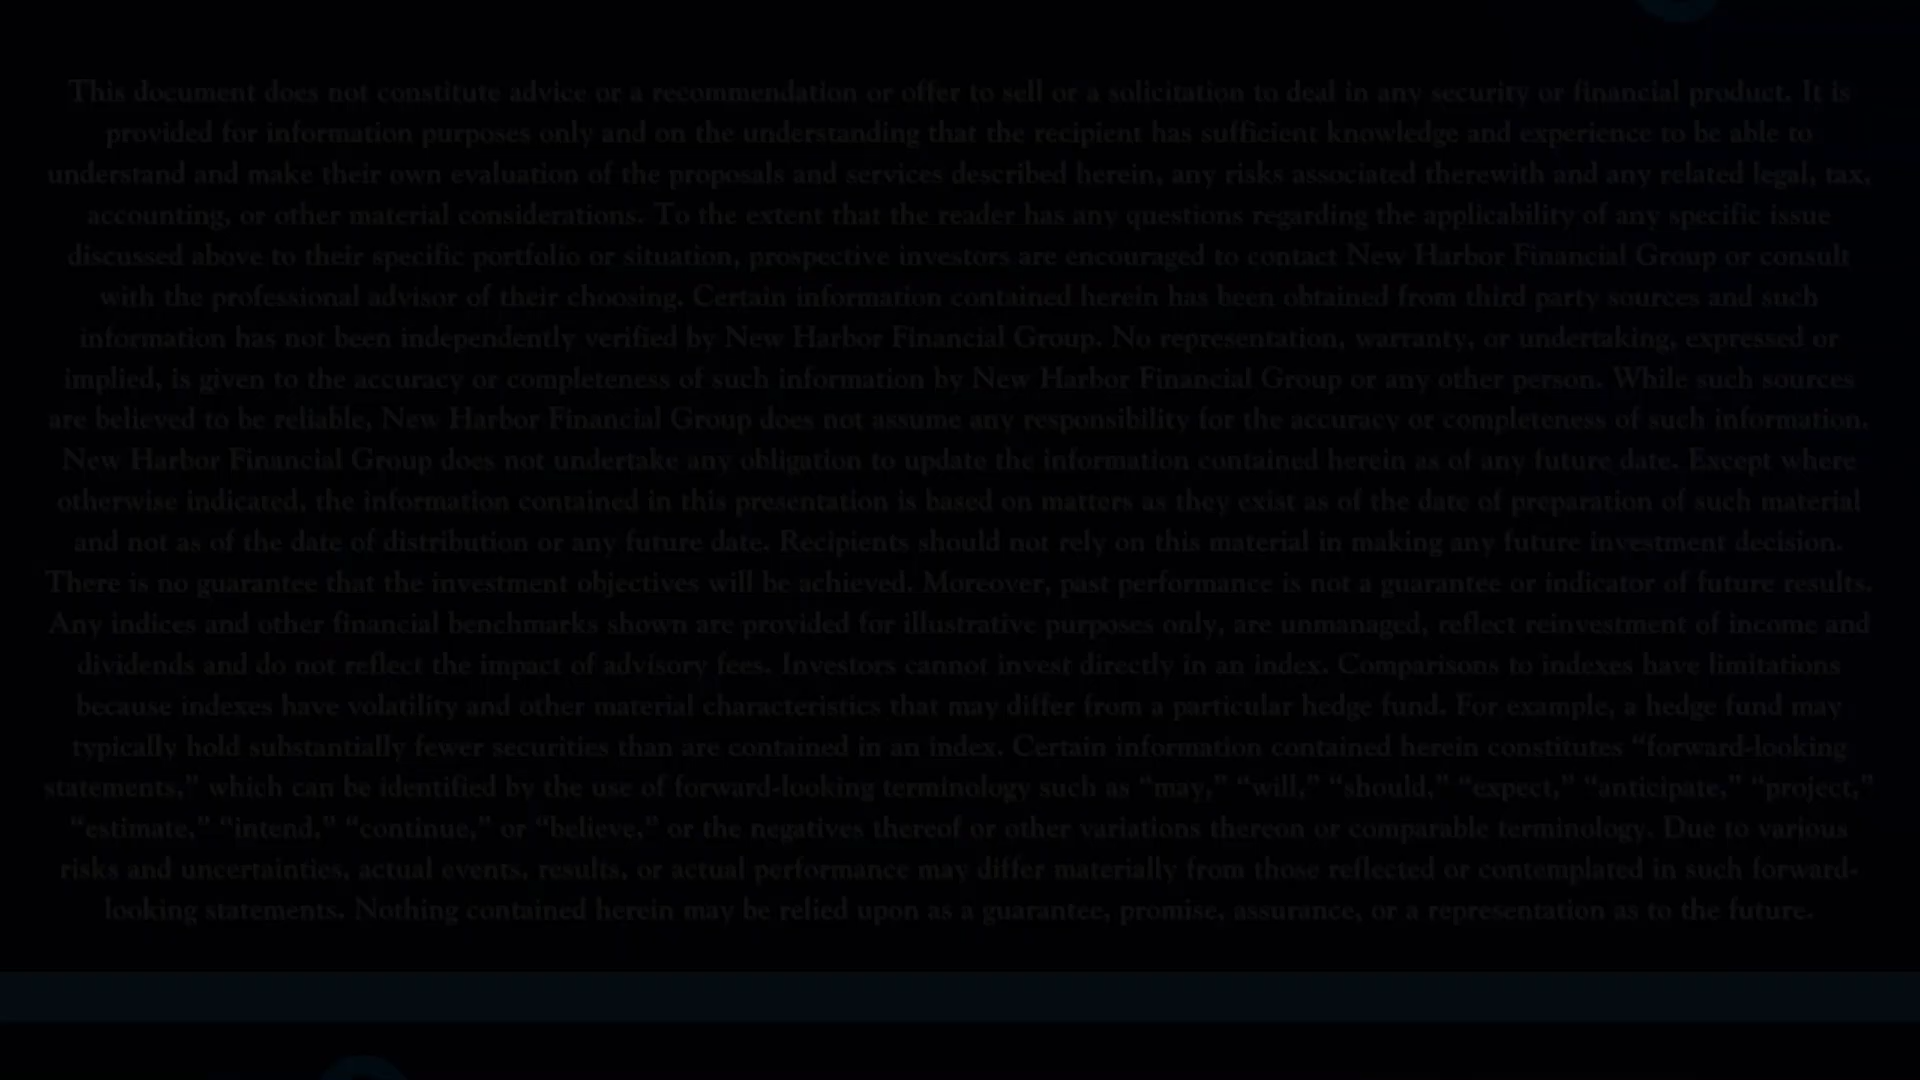 This document does not constitute advice or a recommendation or offer to sell or a solicitation to deal in any security or financial product. It is
provided for information purposes only and on the understanding that the recipient has sufficient knowledge and experience to be able to
understand and make their own evaluation of the proposals and services described herein, any risks associated therewith and any related legal, tax,
accounting, or other material considerations. To the extent that the reader has any questions regarding the applicability of any specific issue
discussed above to their specific portfolio or situation, prospective investors are encouraged to contact New Harbor Financial Group or consult
with the professional advisor of their choosing. Certain information contained herein has been obtained from third party sources and such
information has not been independently verified by New Harbor Financial Group. No representation, warranty, or undertaking, expressed or
implied, is given to the accuracy or completeness of such information by New Harbor Financial Group or any other person. While such sources
are believed to be reliable, New Harbor Financial Group does not assume any responsibility for the accuracy or completeness of such information.
New Harbor Financial Group does not undertake any obligation to update the information contained herein as of any future date. Except where
otherwise indicated, the information contained in this presentation is based on matters as they exist as of the date of preparation of such material
and not as of the date of distribution or any future date. Recipients should not rely on this material in making any future investment decision.
There is no guarantee that the investment objectives will be achieved. Moreover, past performance is not a guarantee or indicator of future results.
Any indices and other financial benchmarks shown are provided for illustrative purposes only, are unmanaged, reflect reinvestment of income and
dividends and do not reflect the impact of advisory fees. Investors cannot invest directly in an index. Comparisons to indexes have limitations
because indexes have volatility and other material characteristics that may differ from a particular hedge fund. For example, a hedge fund may
typically hold substantially fewer securities than are contained in an index. Certain information contained herein constitutes “forward-looking
statements,” which can be identified by the use of forward-looking terminology such as “may,” “will,” “should,” “expect,” “anticipate,” “project,”
“estimate,” “intend,” “continue,” or “believe,” or the negatives thereof or other variations thereon or comparable terminology. Due to various
risks and uncertainties, actual events, results, or actual performance may differ materially from those reflected or contemplated in such forward-
looking statements. Nothing contained herein may be relied upon as a guarantee, promise, assurance, or a representation as to the future.